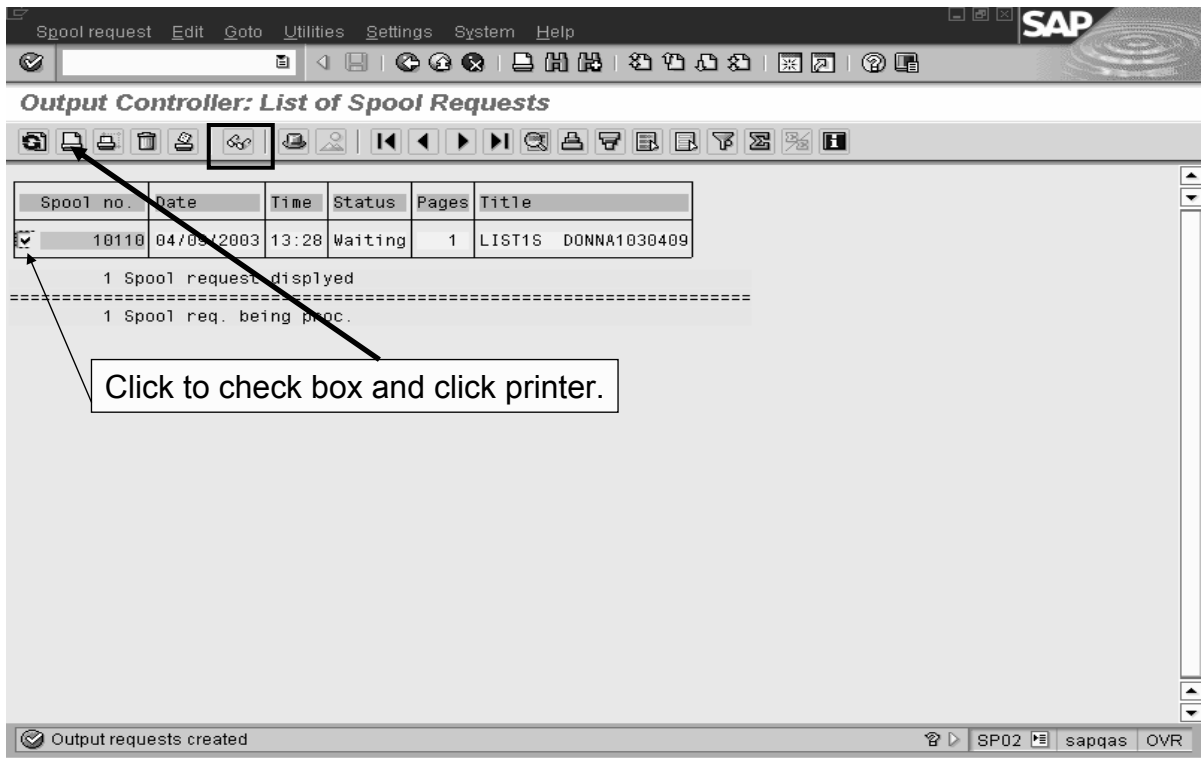 Spool request Edit Goto Utilities Settings System Help
SAP
Output Controller: List of Spool Requests
Spool no. Date Time Status Pages Title
10110 04/09/2003 13:28 Waiting 1 LIST1S DONNA1030409
1 Spool request displyed
1 Spool req. being proc.
Click to check box and click printer.
Output requests created SP02 sapqas OVR